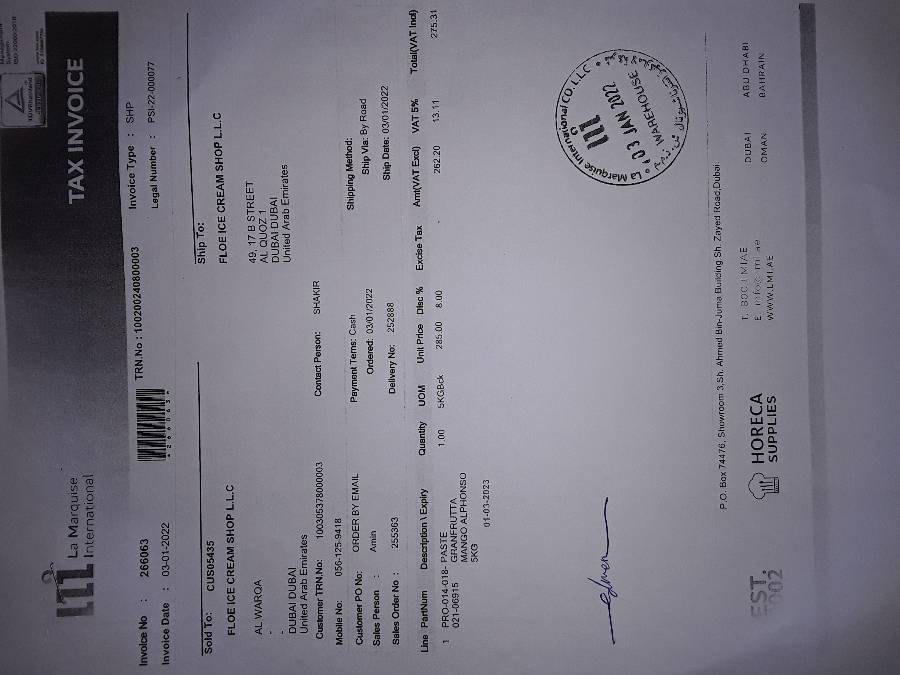 La Marquise
International
TAX INVOICE
Invoice No : 266063
Invoice Date : 03-01-2022
TRN.No : 100200240800003
Invoice Type : SHP
Legal Number : PSI-22-000077
Sold To: CUS05435
FLOE ICE CREAM SHOP L.L.C
AL WARQA
-
DUBAI DUBAI
United Arab Emirates
Customer TRN.No: 100305378000003
Mobile No: 056-125-9418
Customer PO No: ORDER BY EMAIL
Sales Person : Amin
Sales Order No : 255363
Ship To:
FLOE ICE CREAM SHOP L.L.C
49, 17 B STREET
AL QUOZ 1
DUBAI DUBAI
United Arab Emirates
Contact Person: SHAKIR
Payment Tems: Cash
Ordered: 03/01/2022
Delivery No: 252888
Shipping Method:
Ship Via: By Road
Ship Date: 03/01/2022
Line PartNum Description \ Expiry Quantity UOM Unit Price Disc % Excise Tax Amt(VAT Excl) VAT 5% Total(VAT Incl)
1 PRO-014-018- PASTE 1.00 5KGBck 285.00 8.00 262.20 13.11 275.31
021-06915 GRANFRUTTA
MANGO ALPHONSO
5KG
01-03-2023
La Marquise International CO. L.L.C
03 JAN 2022
WAREHOUSE
P.O. Box 74476, Showroom 3,Sh. Ahmed Bin-Juma Building Sh. Zayed Road,Dubai.
EST.
2002
HORECA
SUPPLIES
T. 800 LMI AE
WWW.LMI.AE
DUBAI ABU DHABI
OMAN BAHRAIN